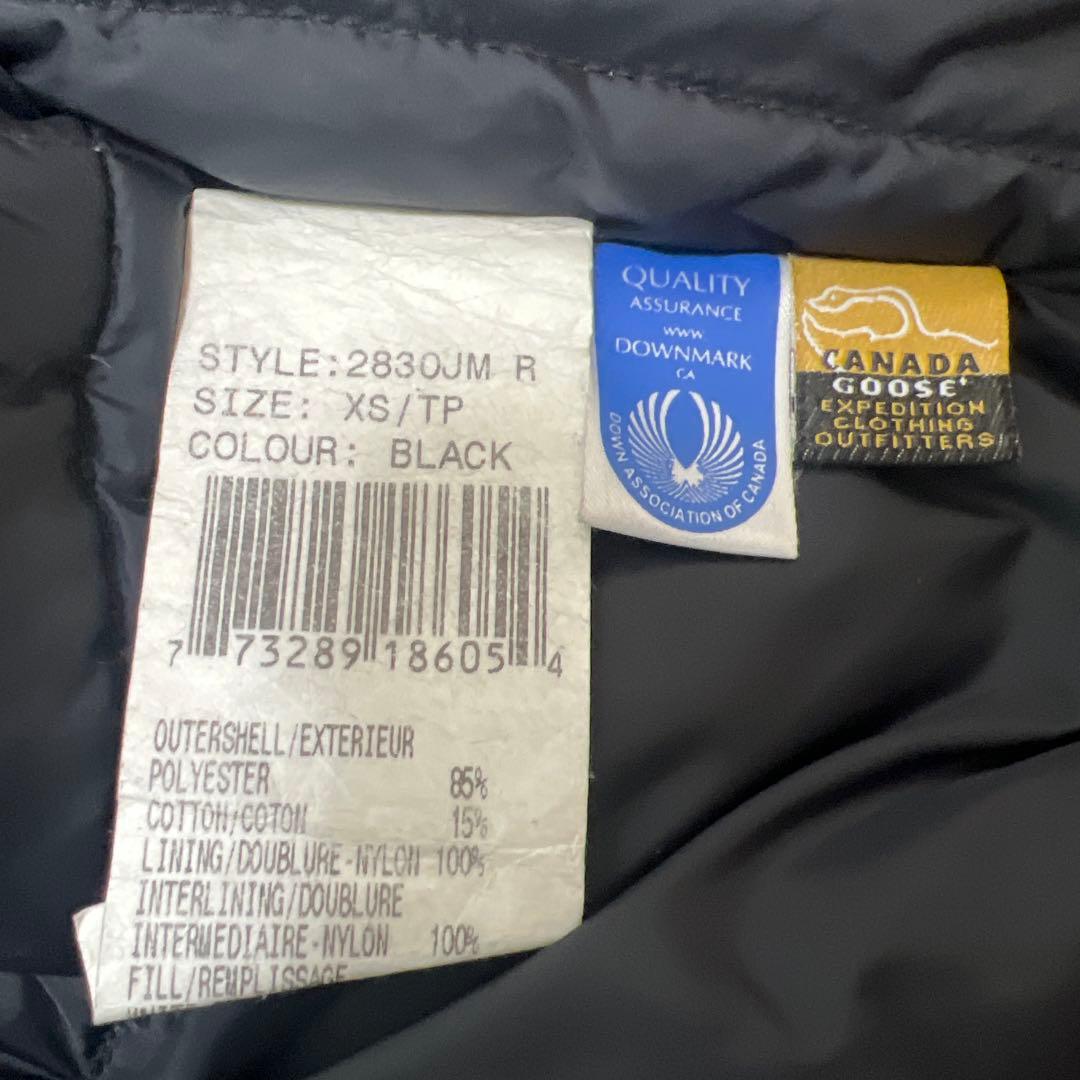 STYLE:2830JM R
SIZE: XS/TP
COLOUR: BLACK
7 73289 18605 4
OUTERSHELL/EXTERIEUR
POLYESTER 85%
COTTON/COTON 15%
LINING/DOUBLURE-NYLON 100%
INTERLINING/DOUBLURE
INTERMEDIAIRE-NYLON 100%
FILL/REMPLISSAGE
QUALITY
ASSURANCE
www
DOWNMARK
CA
DOWN ASSOCIATION OF CANADA
CANADA
GOOSE
EXPEDITION
CLOTHING
OUTFITTERS